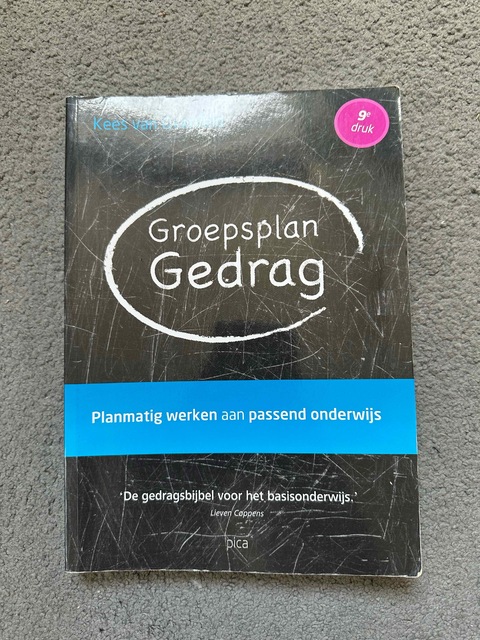 Kees van
9e
druk
Groepsplan
Gedrag
Planmatig werken aan passend onderwijs
'De gedragsbijbel voor het basisonderwijs.'
Lieven Coppens
pica